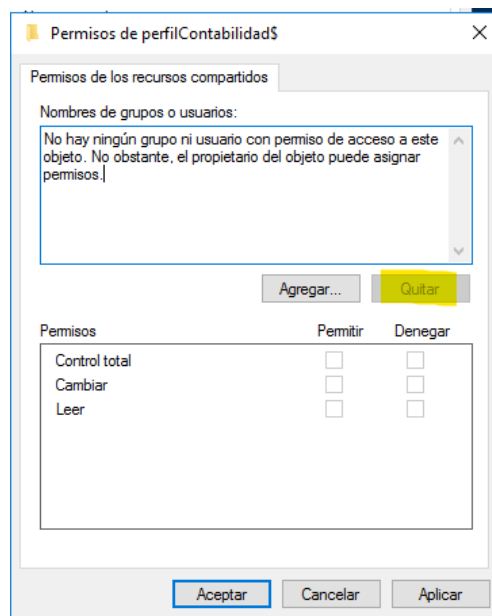 Permisos de perfilContabilidad$
Permisos de los recursos compartidos
Nombres de grupos o usuarios:
No hay ningún grupo ni usuario con permiso de acceso a este
objeto. No obstante, el propietario del objeto puede asignar
permisos.
Agregar... Quitar
Permisos Permitir Denegar
Control total
Cambiar
Leer
Aceptar Cancelar Aplicar